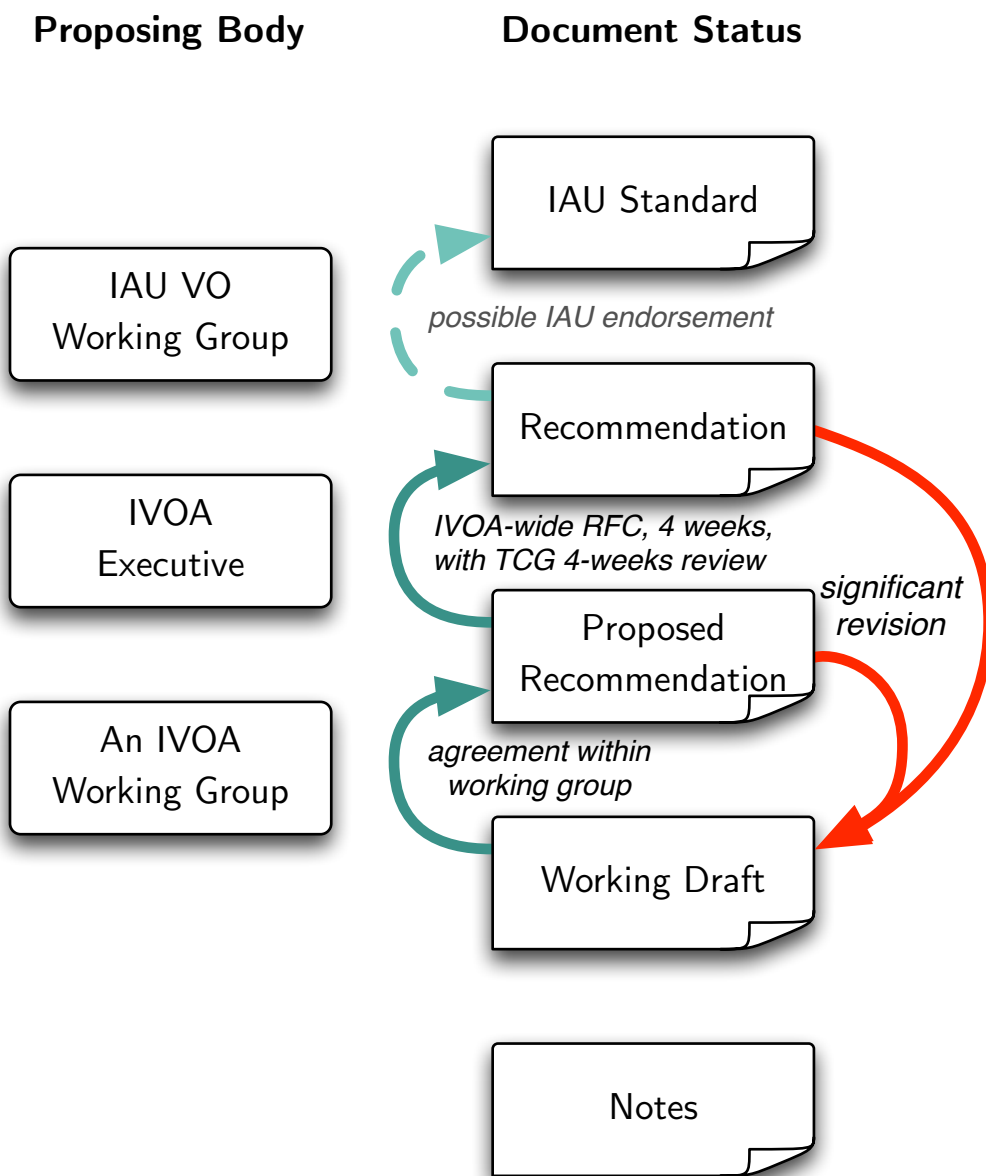 Proposing Body
Document Status
IAU Standard
IAU VO
Working Group
possible IAU endorsement
Recommendation
IVOA
Executive
IVOA-wide RFC, 4 weeks,
with TCG 4-weeks review
significant
revision
Proposed
Recommendation
An IVOA
Working Group
agreement within
working group
Working Draft
Notes